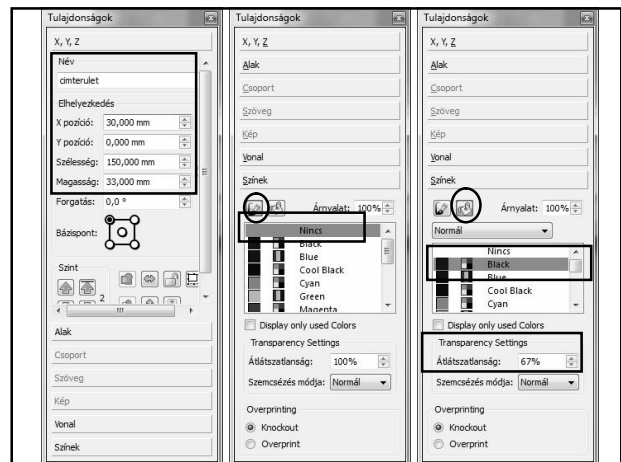 Tulajdonságok
X, Y, Z
Név
cimterulet
Elhelyezkedés
X pozíció: 30,000 mm
Y pozíció: 0,000 mm
Szélesség: 150,000 mm
Magasság: 33,000 mm
Forgatás: 0,0 °
Bázispont:
Szint
2
Alak
Csoport
Szöveg
Kép
Vonal
Színek
Tulajdonságok
X, Y, Z
Alak
Csoport
Szöveg
Kép
Vonal
Színek
Árnyalat: 100%
Nincs
Black
Blue
Cool Black
Cyan
Green
Magenta
Display only used Colors
Transparency Settings
Átlátszatlanság: 100%
Szemcsézés módja: Normál
Overprinting
Knockout
Overprint
Tulajdonságok
X, Y, Z
Alak
Csoport
Szöveg
Kép
Vonal
Színek
Árnyalat: 100%
Normál
Nincs
Black
Blue
Cool Black
Cyan
Display only used Colors
Transparency Settings
Átlátszatlanság: 67%
Szemcsézés módja: Normál
Overprinting
Knockout
Overprint